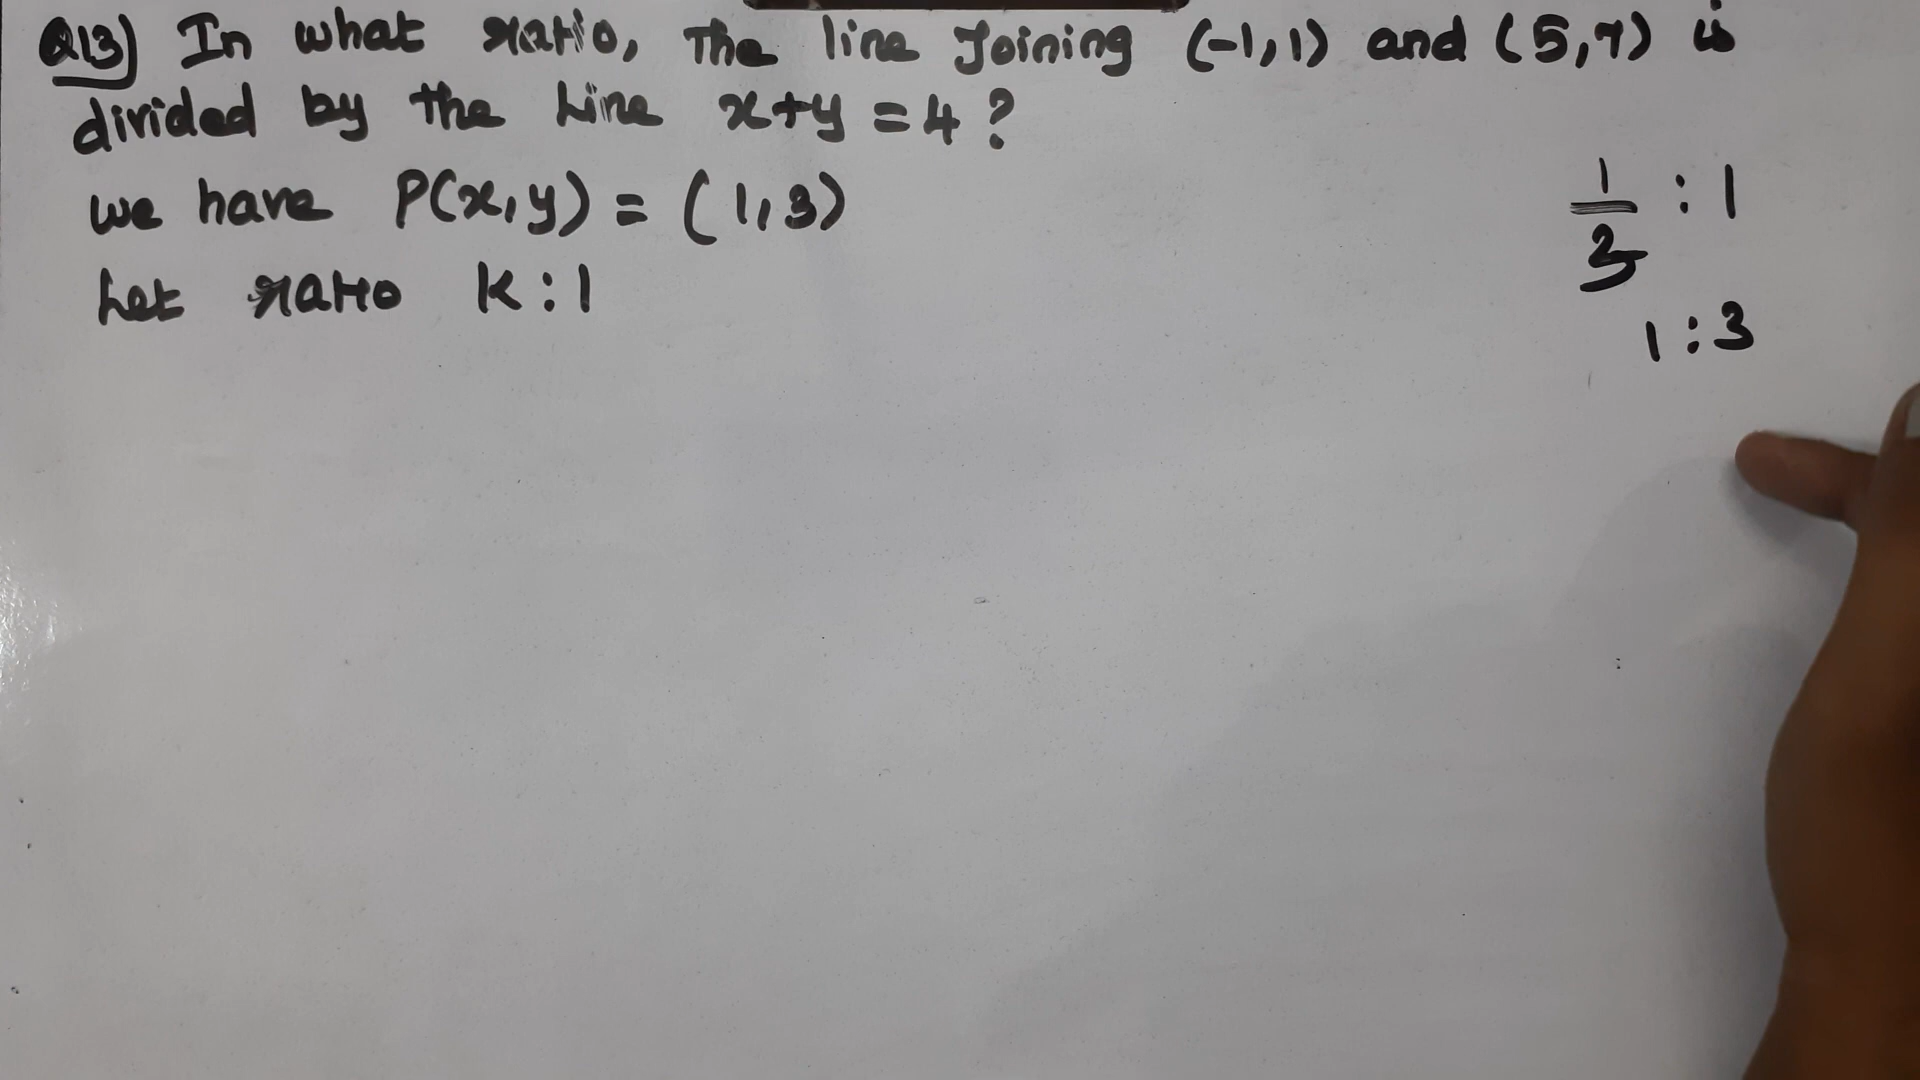 Q13) In what ratio, The line Joining (-1,1) and (5,7) is
divided by the Line x+y = 4 ?
we have P(x,y) = (1,3)
Let ratio K:1
1/2 : 1
1:3